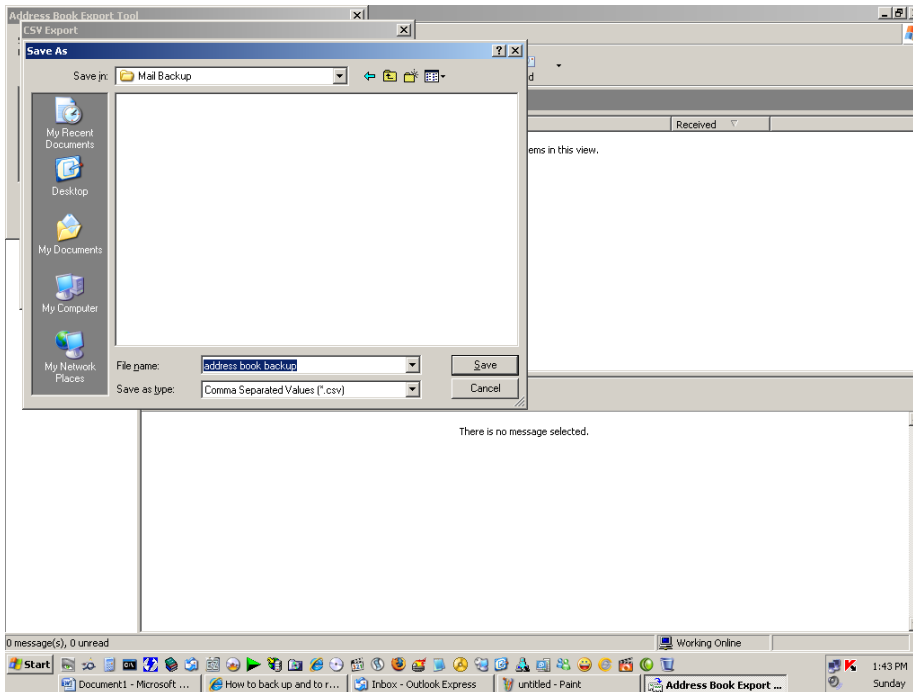 Address Book Export Tool
CSV Export
Save As
Save in: Mail Backup
d
My Recent
Documents
Desktop
My Documents
My Computer
My Network
Places
Received
ems in this view.
File name: address book backup Save
Save as type: Comma Separated Values (*.csv) Cancel
There is no message selected.
0 message(s), 0 unread Working Online
Start 1:43 PM
Document1 - Microsoft ... How to back up and to r... Inbox - Outlook Express untitled - Paint Address Book Export ... Sunday